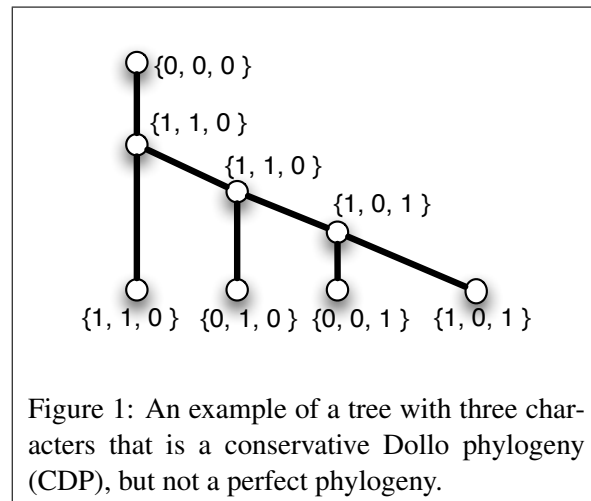 {0, 0, 0 }
{1, 1, 0 }
{1, 1, 0 }
{1, 0, 1 }
{1, 1, 0 } {0, 1, 0 } {0, 0, 1 } {1, 0, 1 }
Figure 1: An example of a tree with three char-
acters that is a conservative Dollo phylogeny
(CDP), but not a perfect phylogeny.